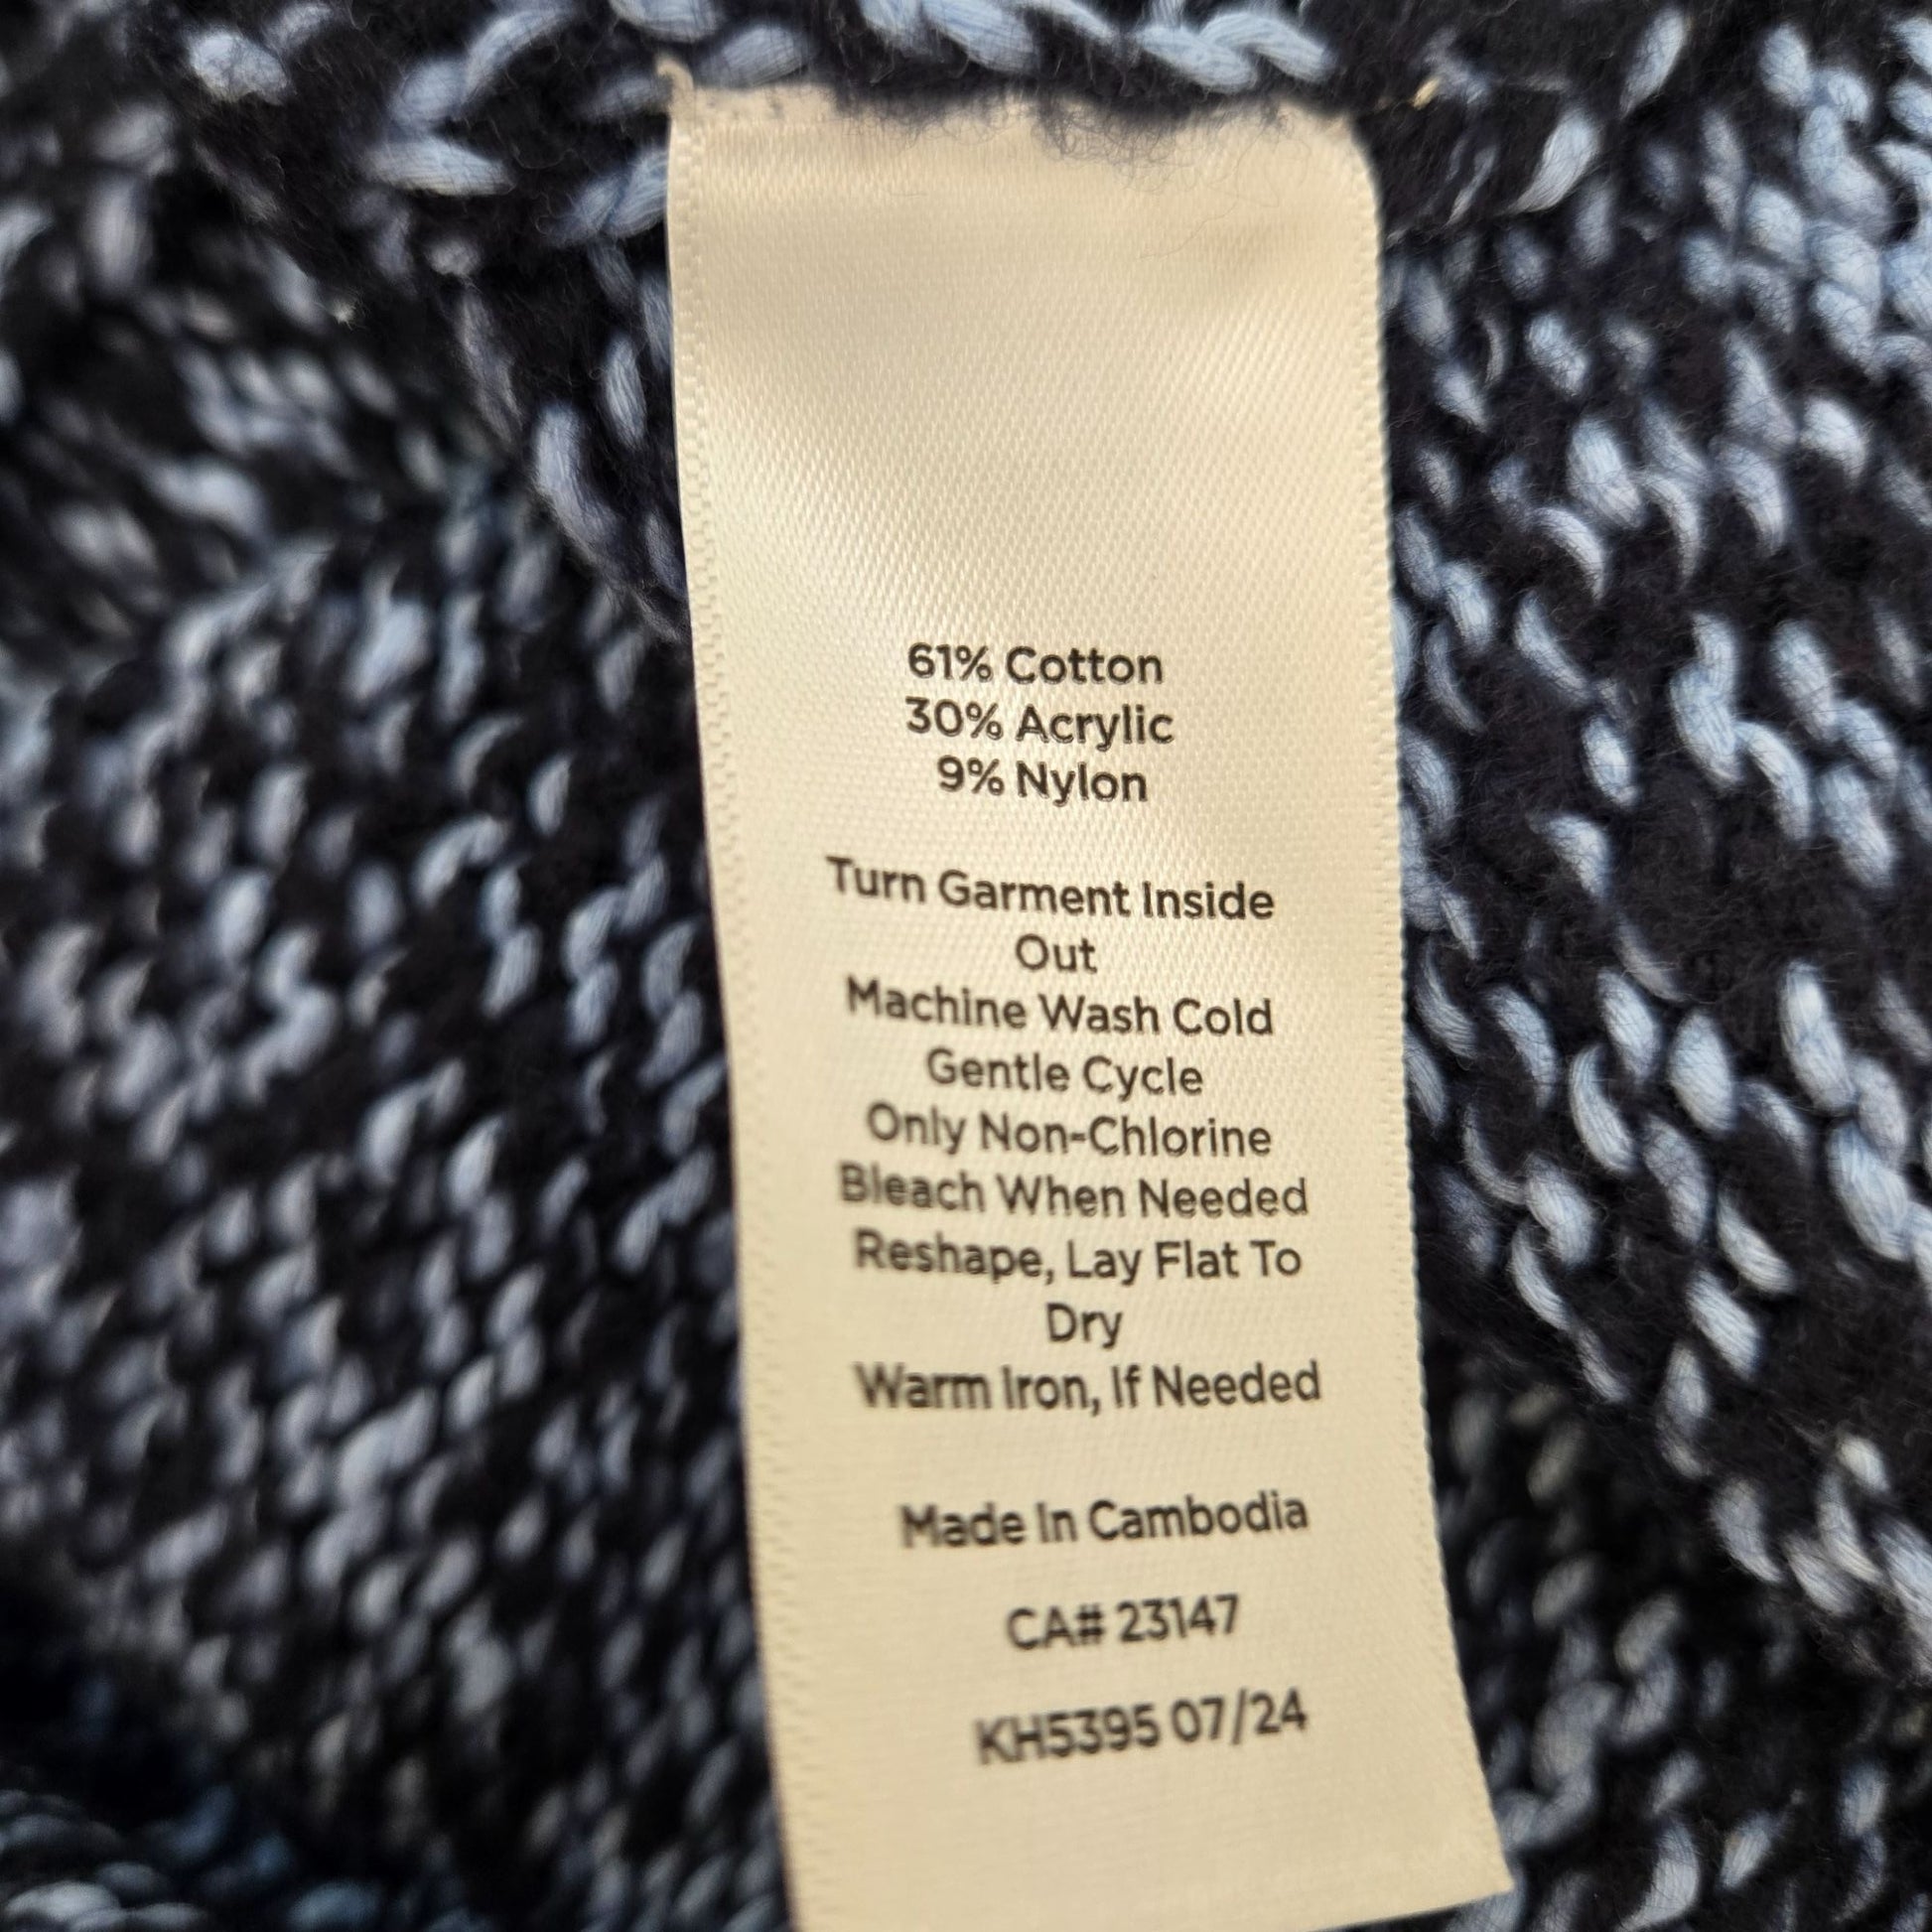 61% Cotton
30% Acrylic
9% Nylon
Turn Garment Inside
Out
Machine Wash Cold
Gentle Cycle
Only Non-Chlorine
Bleach When Needed
Reshape, Lay Flat To
Dry
Warm Iron, If Needed
Made In Cambodia
CA# 23147
KH5395 07/24